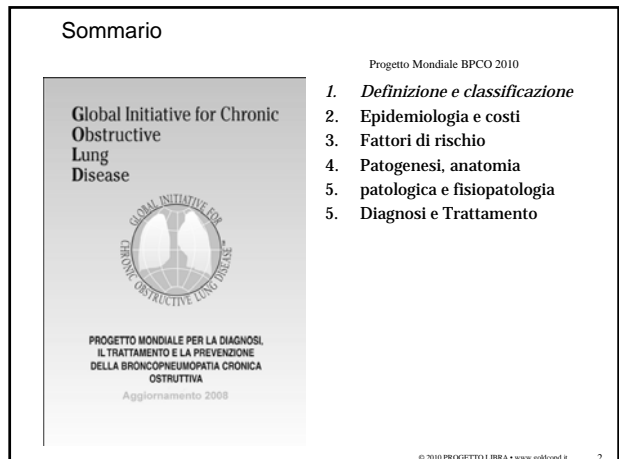 Sommario
Progetto Mondiale BPCO 2010
Global Initiative for Chronic
Obstructive
Lung
Disease
GLOBAL INITIATIVE FOR
CHRONIC OBSTRUCTIVE LUNG DISEASE
PROGETTO MONDIALE PER LA DIAGNOSI,
IL TRATTAMENTO E LA PREVENZIONE
DELLA BRONCOPNEUMOPATIA CRONICA
OSTRUTTIVA
Aggiornamento 2008
1. Definizione e classificazione
2. Epidemiologia e costi
3. Fattori di rischio
4. Patogenesi, anatomia
5. patologica e fisiopatologia
5. Diagnosi e Trattamento
© 2010 PROGETTO LIBRA • www.goldcopd.it 2